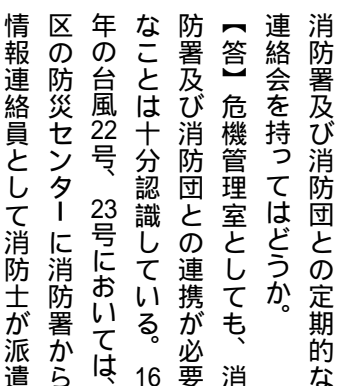 消防署及び消防団との定期的な
連絡会を持ってはどうか。
【答】危機管理室としても、消
防署及び消防団との連携が必要
なことは十分認識している。16
年の台風22号、23号においては、
区の防災センターに消防署から
情報連絡員として消防士が派遣